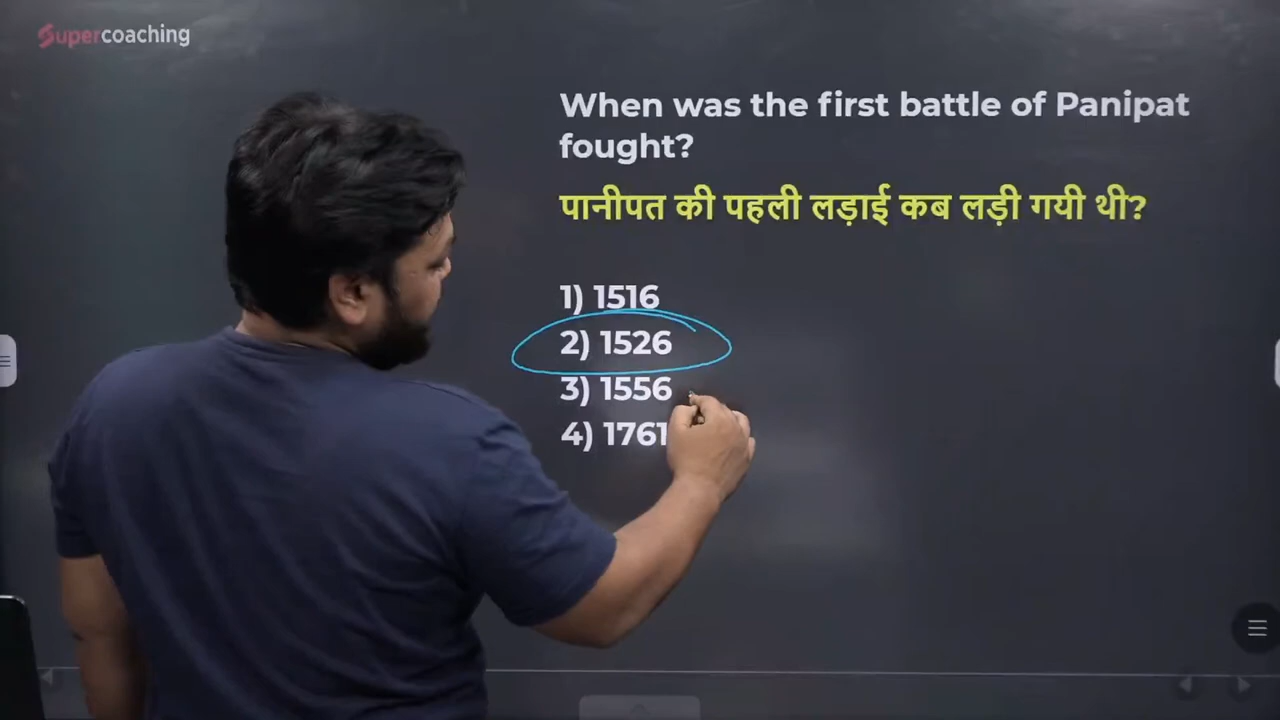 Supercoaching
When was the first battle of Panipat
fought?
पानीपत की पहली लड़ाई कब लड़ी गयी थी?
1) 1516
2) 1526
3) 1556
4) 1761